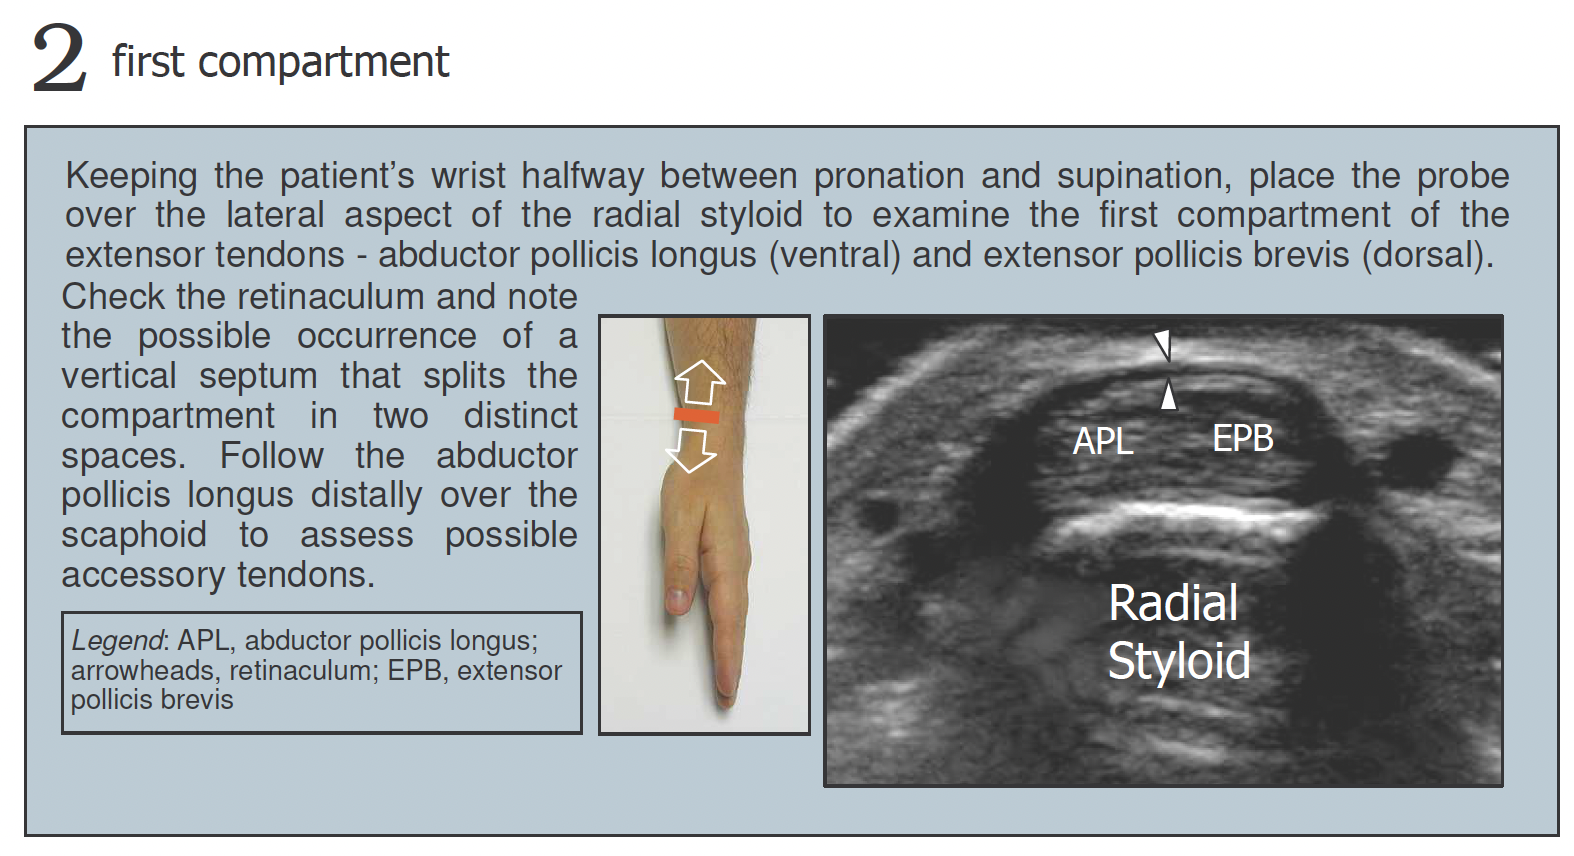 2 first compartment
Keeping the patient’s wrist halfway between pronation and supination, place the probe
over the lateral aspect of the radial styloid to examine the first compartment of the
extensor tendons - abductor pollicis longus (ventral) and extensor pollicis brevis (dorsal).
Check the retinaculum and note
the possible occurrence of a
vertical septum that splits the
compartment in two distinct
spaces. Follow the abductor
pollicis longus distally over the
scaphoid to assess possible
accessory tendons.
Legend: APL, abductor pollicis longus;
arrowheads, retinaculum; EPB, extensor
pollicis brevis
APL EPB
Radial
Styloid